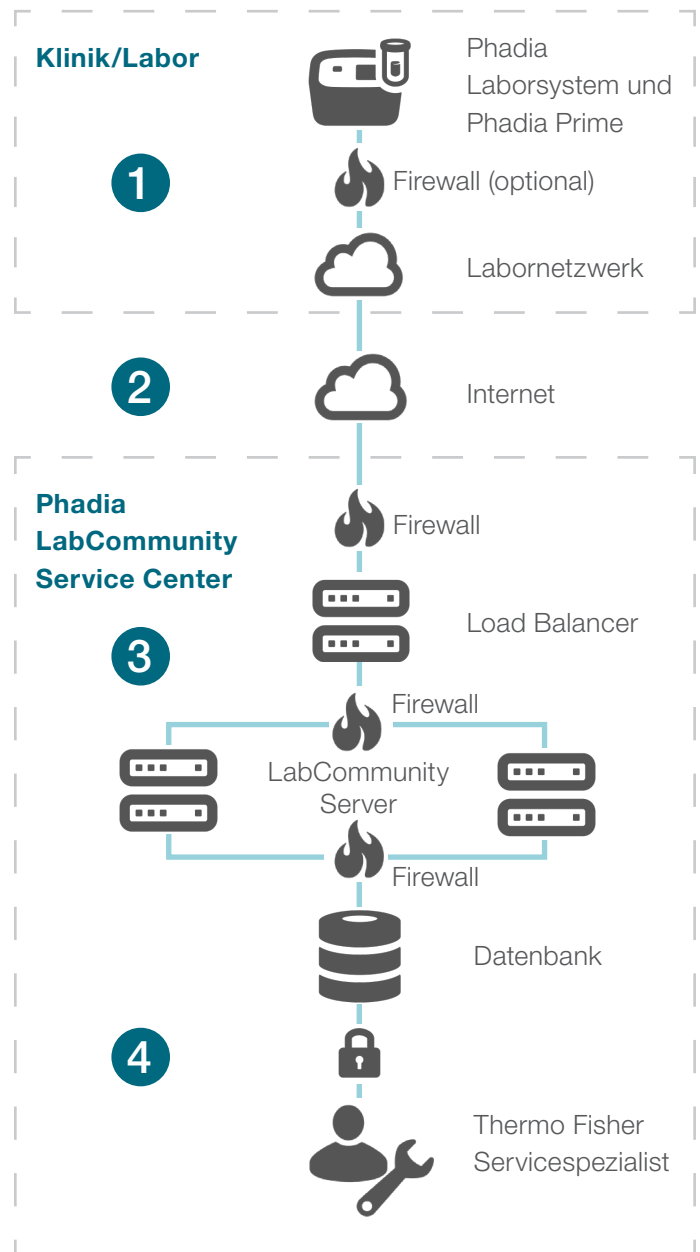 Klinik/Labor
Phadia
Laborsystem und
Phadia Prime
1
Firewall (optional)
Labornetzwerk
2
Internet
Phadia
LabCommunity
Service Center
Firewall
3
Load Balancer
Firewall
LabCommunity
Server
Firewall
Datenbank
4
Thermo Fisher
Servicespezialist